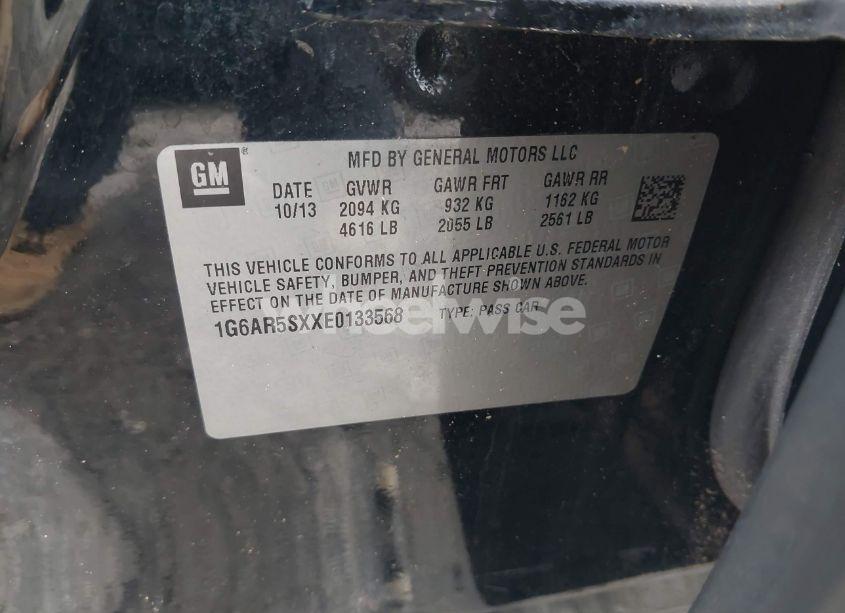 GM
MFD BY GENERAL MOTORS LLC
DATE GVWR GAWR FRT GAWR RR
10/13 2094 KG 932 KG 1162 KG
4616 LB 2055 LB 2561 LB
THIS VEHICLE CONFORMS TO ALL APPLICABLE U.S. FEDERAL MOTOR
VEHICLE SAFETY, BUMPER, AND THEFT PREVENTION STANDARDS IN
EFFECT ON THE DATE OF MANUFACTURE SHOWN ABOVE.
1G6AR5SXXE0133568 TYPE: PASS CAR
wheelwise